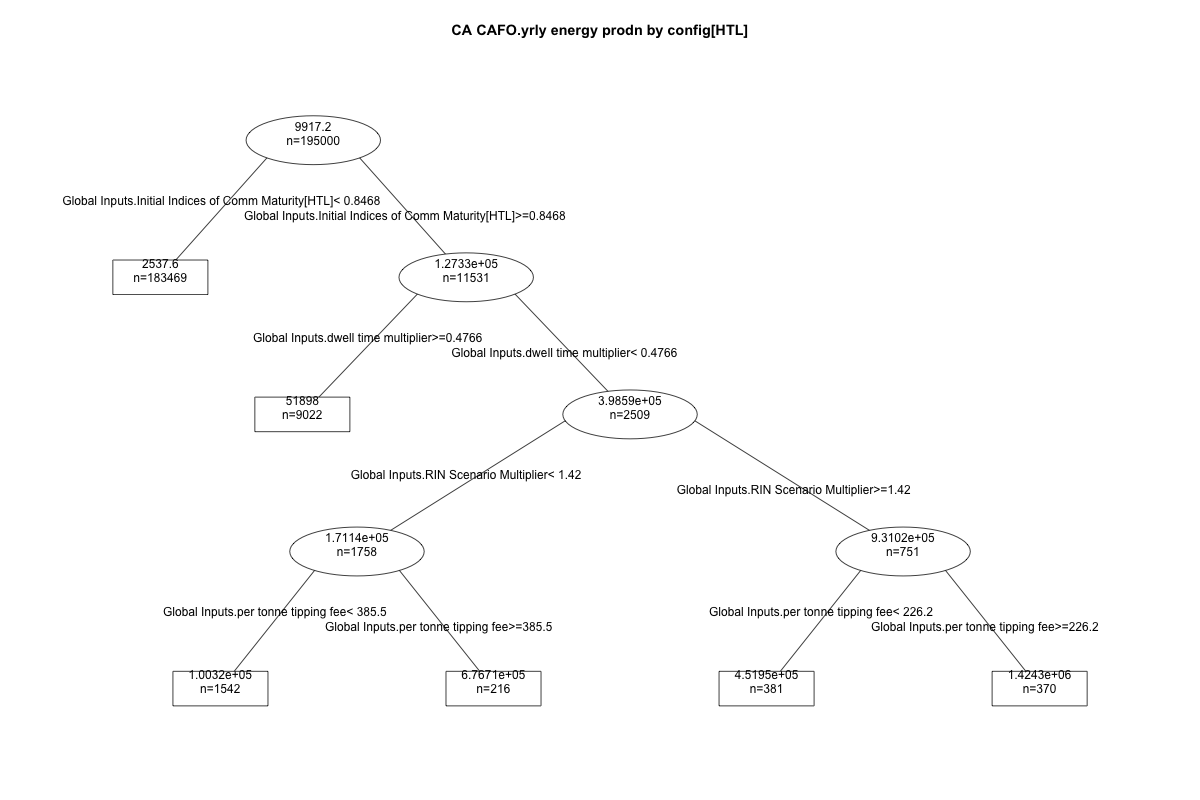 CA CAFO.yrly energy prodn by config[HTL]
9917.2
n=195000
Global Inputs.Initial Indices of Comm Maturity[HTL]< 0.8468
Global Inputs.Initial Indices of Comm Maturity[HTL]>=0.8468
2537.6
n=183469
1.2733e+05
n=11531
Global Inputs.dwell time multiplier>=0.4766
Global Inputs.dwell time multiplier< 0.4766
51898
n=9022
3.9859e+05
n=2509
Global Inputs.RIN Scenario Multiplier< 1.42
Global Inputs.RIN Scenario Multiplier>=1.42
1.7114e+05
n=1758
9.3102e+05
n=751
Global Inputs.per tonne tipping fee< 385.5
Global Inputs.per tonne tipping fee>=385.5
Global Inputs.per tonne tipping fee< 226.2
Global Inputs.per tonne tipping fee>=226.2
1.0032e+05
n=1542
6.7671e+05
n=216
4.5195e+05
n=381
1.4243e+06
n=370